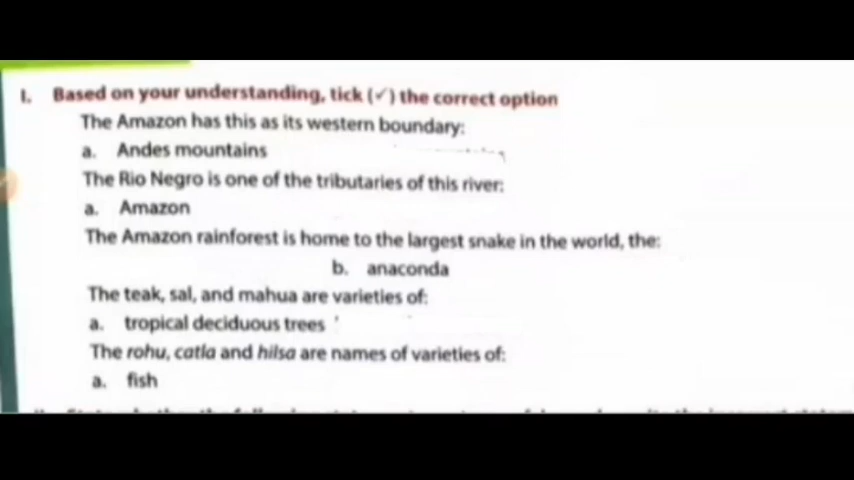 I. Based on your understanding, tick (✓) the correct option
The Amazon has this as its western boundary:
a. Andes mountains
The Rio Negro is one of the tributaries of this river:
a. Amazon
The Amazon rainforest is home to the largest snake in the world, the:
b. anaconda
The teak, sal, and mahua are varieties of:
a. tropical deciduous trees
The rohu, catla and hilsa are names of varieties of:
a. fish